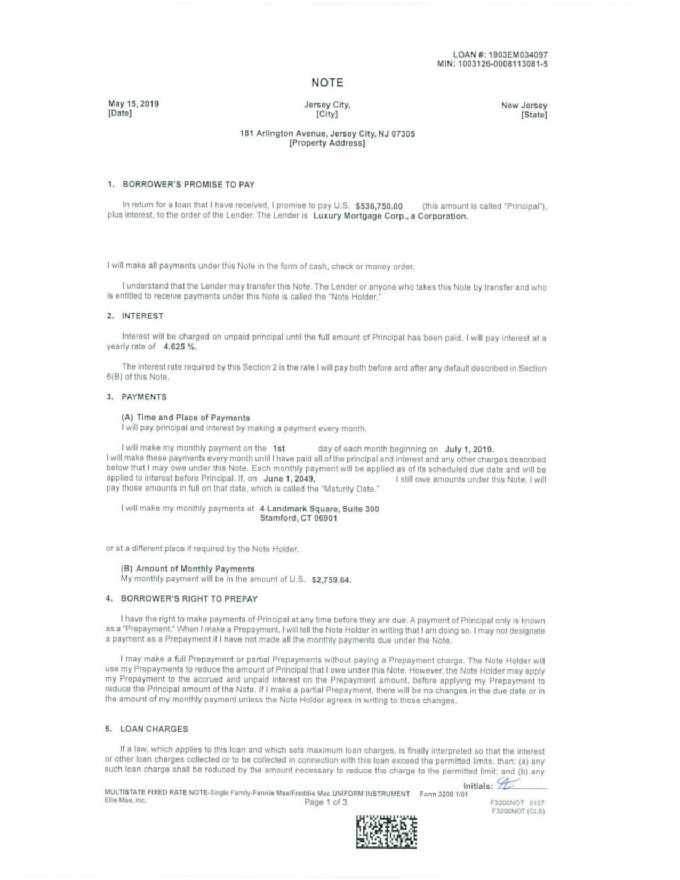 LOAN #: 1903EM034097
MIN: 1003126-0008113081-5
NOTE
May 15, 2019 Jersey City, New Jersey
[Date] [City] [State]
181 Arlington Avenue, Jersey City, NJ 07305
[Property Address]
1. BORROWER'S PROMISE TO PAY
In return for a loan that I have received, I promise to pay U.S. $536,750.00 (this amount is called "Principal"),
plus interest, to the order of the Lender. The Lender is Luxury Mortgage Corp., a Corporation.
I will make all payments under this Note in the form of cash, check or money order.
I understand that the Lender may transfer this Note. The Lender or anyone who takes this Note by transfer and who
is entitled to receive payments under this Note is called the "Note Holder."
2. INTEREST
Interest will be charged on unpaid principal until the full amount of Principal has been paid. I will pay interest at a
yearly rate of 4.625 %.
The interest rate required by this Section 2 is the rate I will pay both before and after any default described in Section
6(B) of this Note.
3. PAYMENTS
(A) Time and Place of Payments
I will pay principal and interest by making a payment every month.
I will make my monthly payment on the 1st day of each month beginning on July 1, 2019.
I will make these payments every month until I have paid all of the principal and interest and any other charges described
below that I may owe under this Note. Each monthly payment will be applied as of its scheduled due date and will be
applied to interest before Principal. If, on June 1, 2049, I still owe amounts under this Note, I will
pay those amounts in full on that date, which is called the "Maturity Date."
I will make my monthly payments at 4 Landmark Square, Suite 300
Stamford, CT 06901
or at a different place if required by the Note Holder.
(B) Amount of Monthly Payments
My monthly payment will be in the amount of U.S. $2,759.64.
4. BORROWER'S RIGHT TO PREPAY
I have the right to make payments of Principal at any time before they are due. A payment of Principal only is known
as a "Prepayment." When I make a Prepayment, I will tell the Note Holder in writing that I am doing so. I may not designate
a payment as a Prepayment if I have not made all the monthly payments due under the Note.
I may make a full Prepayment or partial Prepayments without paying a Prepayment charge. The Note Holder will
use my Prepayments to reduce the amount of Principal that I owe under this Note. However, the Note Holder may apply
my Prepayment to the accrued and unpaid interest on the Prepayment amount, before applying my Prepayment to
reduce the Principal amount of the Note. If I make a partial Prepayment, there will be no changes in the due date or in
the amount of my monthly payment unless the Note Holder agrees in writing to those changes.
5. LOAN CHARGES
If a law, which applies to this loan and which sets maximum loan charges, is finally interpreted so that the interest
or other loan charges collected or to be collected in connection with this loan exceed the permitted limits, then: (a) any
such loan charge shall be reduced by the amount necessary to reduce the charge to the permitted limit; and (b) any
Initials:
MULTISTATE FIXED RATE NOTE-Single Family-Fannie Mae/Freddie Mac UNIFORM INSTRUMENT Form 3200 1/01
Ellie Mae, Inc. Page 1 of 3 F3200NOT 0107
F3200NOT (CLS)